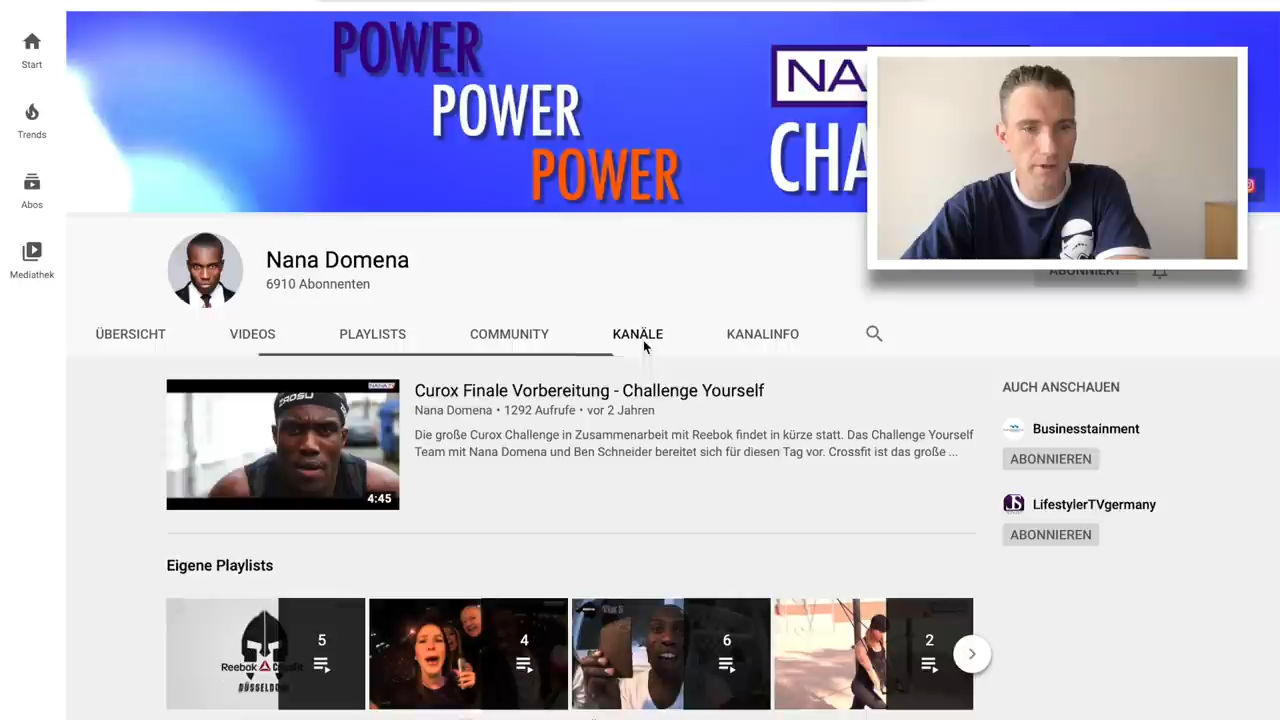 POWER
POWER
POWER
NA
CHA
Start
Trends
Abos
Mediathek
Nana Domena
6910 Abonnenten
ABONNIERT
ÜBERSICHT VIDEOS PLAYLISTS COMMUNITY KANÄLE KANALINFO
Curox Finale Vorbereitung - Challenge Yourself
Nana Domena • 1292 Aufrufe • vor 2 Jahren
Die große Curox Challenge in Zusammenarbeit mit Reebok findet in kürze statt. Das Challenge Yourself
Team mit Nana Domena und Ben Schneider bereitet sich für diesen Tag vor. Crossfit ist das große ...
4:45
AUCH ANSCHAUEN
Businesstainment
ABONNIEREN
LifestylerTVgermany
ABONNIEREN
Eigene Playlists
Reebok CrossFit
DÜSSELDORF
5
4
6
2